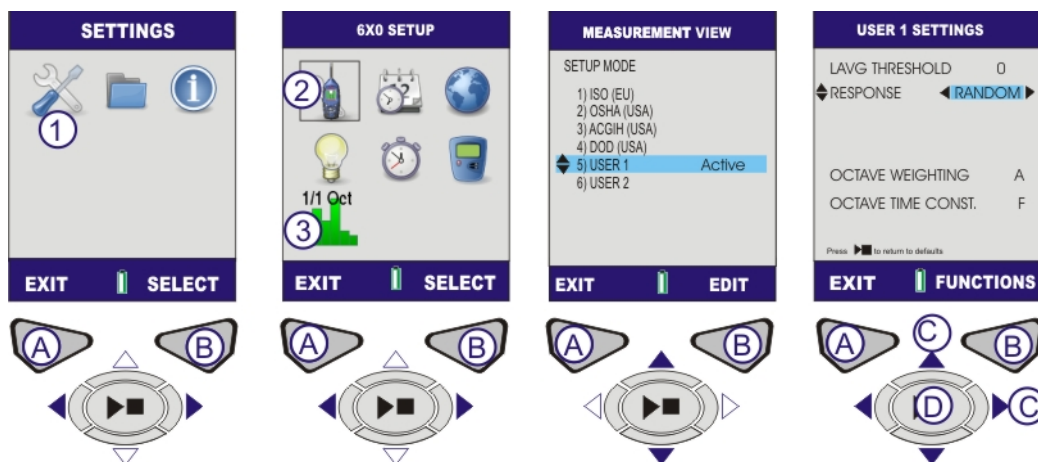 SETTINGS
1
EXIT SELECT
A B
6X0 SETUP
2
12
1/1 Oct
3
EXIT SELECT
A B
MEASUREMENT VIEW
SETUP MODE
1) ISO (EU)
2) OSHA (USA)
3) ACGIH (USA)
4) DOD (USA)
5) USER 1 Active
6) USER 2
EXIT EDIT
A B
USER 1 SETTINGS
LAVG THRESHOLD 0
RESPONSE RANDOM
OCTAVE WEIGHTING A
OCTAVE TIME CONST. F
Press ▶■ to return to defaults
EXIT FUNCTIONS
A C B
D C